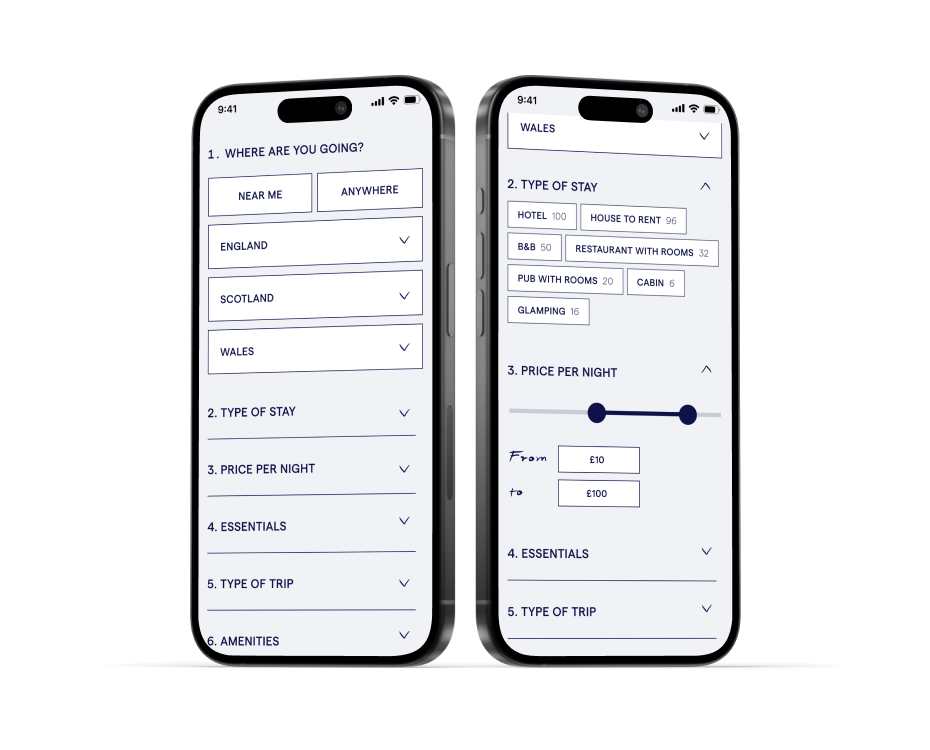 9:41
1. WHERE ARE YOU GOING?
NEAR ME ANYWHERE
ENGLAND
SCOTLAND
WALES
2. TYPE OF STAY
3. PRICE PER NIGHT
4. ESSENTIALS
5. TYPE OF TRIP
6. AMENITIES
9:41
WALES
2. TYPE OF STAY
HOTEL 100 HOUSE TO RENT 96
B&B 50 RESTAURANT WITH ROOMS 32
PUB WITH ROOMS 20 CABIN 6
GLAMPING 16
3. PRICE PER NIGHT
From £10
to £100
4. ESSENTIALS
5. TYPE OF TRIP